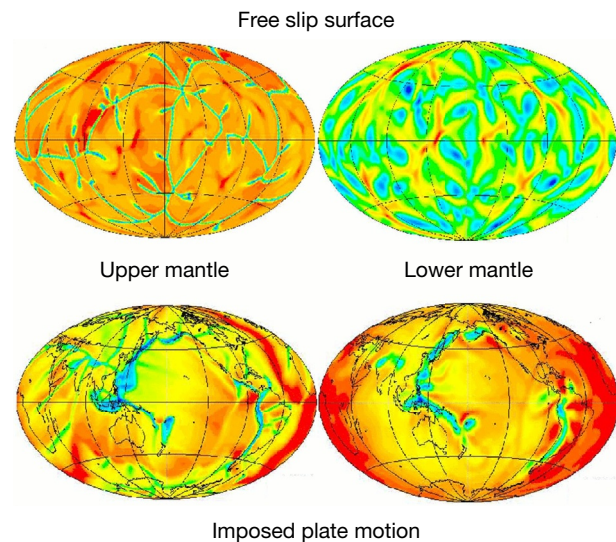 Free slip surface
Upper mantle
Lower mantle
Imposed plate motion